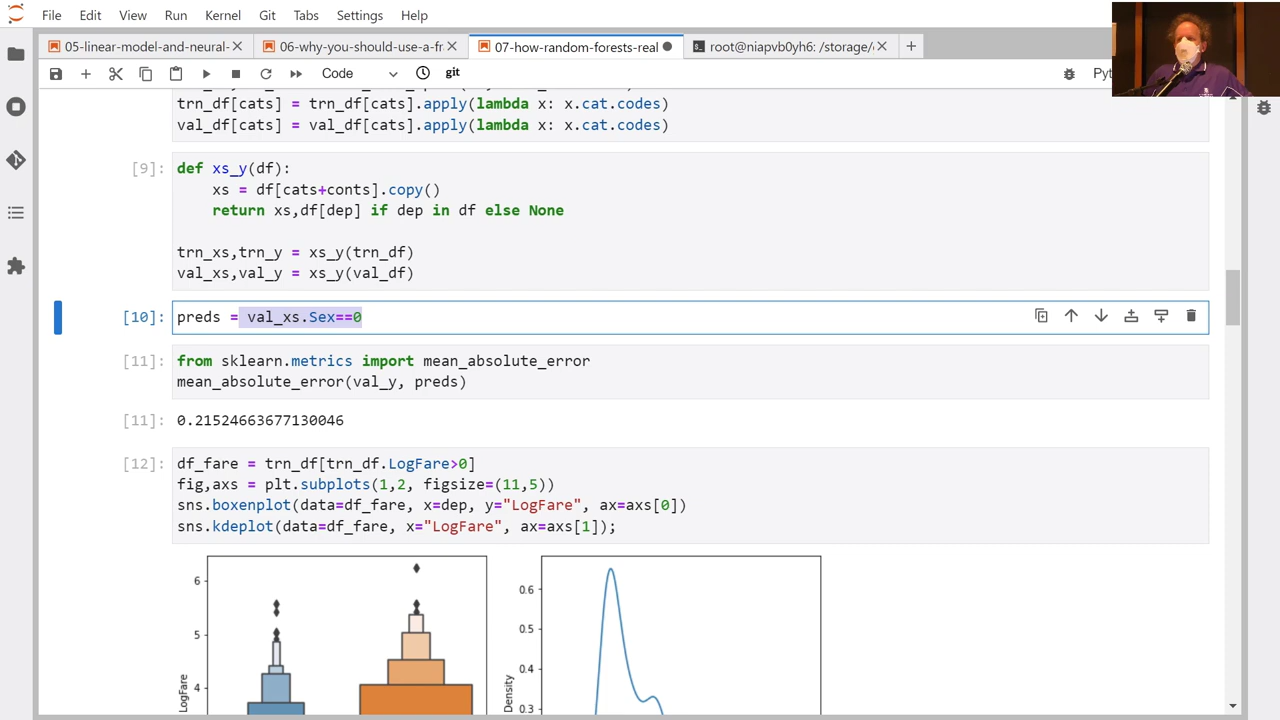 File Edit View Run Kernel Git Tabs Settings Help
05-linear-model-and-neural- 06-why-you-should-use-a-fr 07-how-random-forests-real root@niapvb0yh6: /storage/
Code git Pyt
trn_df[cats] = trn_df[cats].apply(lambda x: x.cat.codes)
val_df[cats] = val_df[cats].apply(lambda x: x.cat.codes)
[9]: def xs_y(df):
xs = df[cats+conts].copy()
return xs,df[dep] if dep in df else None
trn_xs,trn_y = xs_y(trn_df)
val_xs,val_y = xs_y(val_df)
[10]: preds = val_xs.Sex==0
[11]: from sklearn.metrics import mean_absolute_error
mean_absolute_error(val_y, preds)
[11]: 0.21524663677130046
[12]: df_fare = trn_df[trn_df.LogFare>0]
fig,axs = plt.subplots(1,2, figsize=(11,5))
sns.boxenplot(data=df_fare, x=dep, y="LogFare", ax=axs[0])
sns.kdeplot(data=df_fare, x="LogFare", ax=axs[1]);
6
5
4
LogFare
0.6
0.5
0.4
0.3
Density